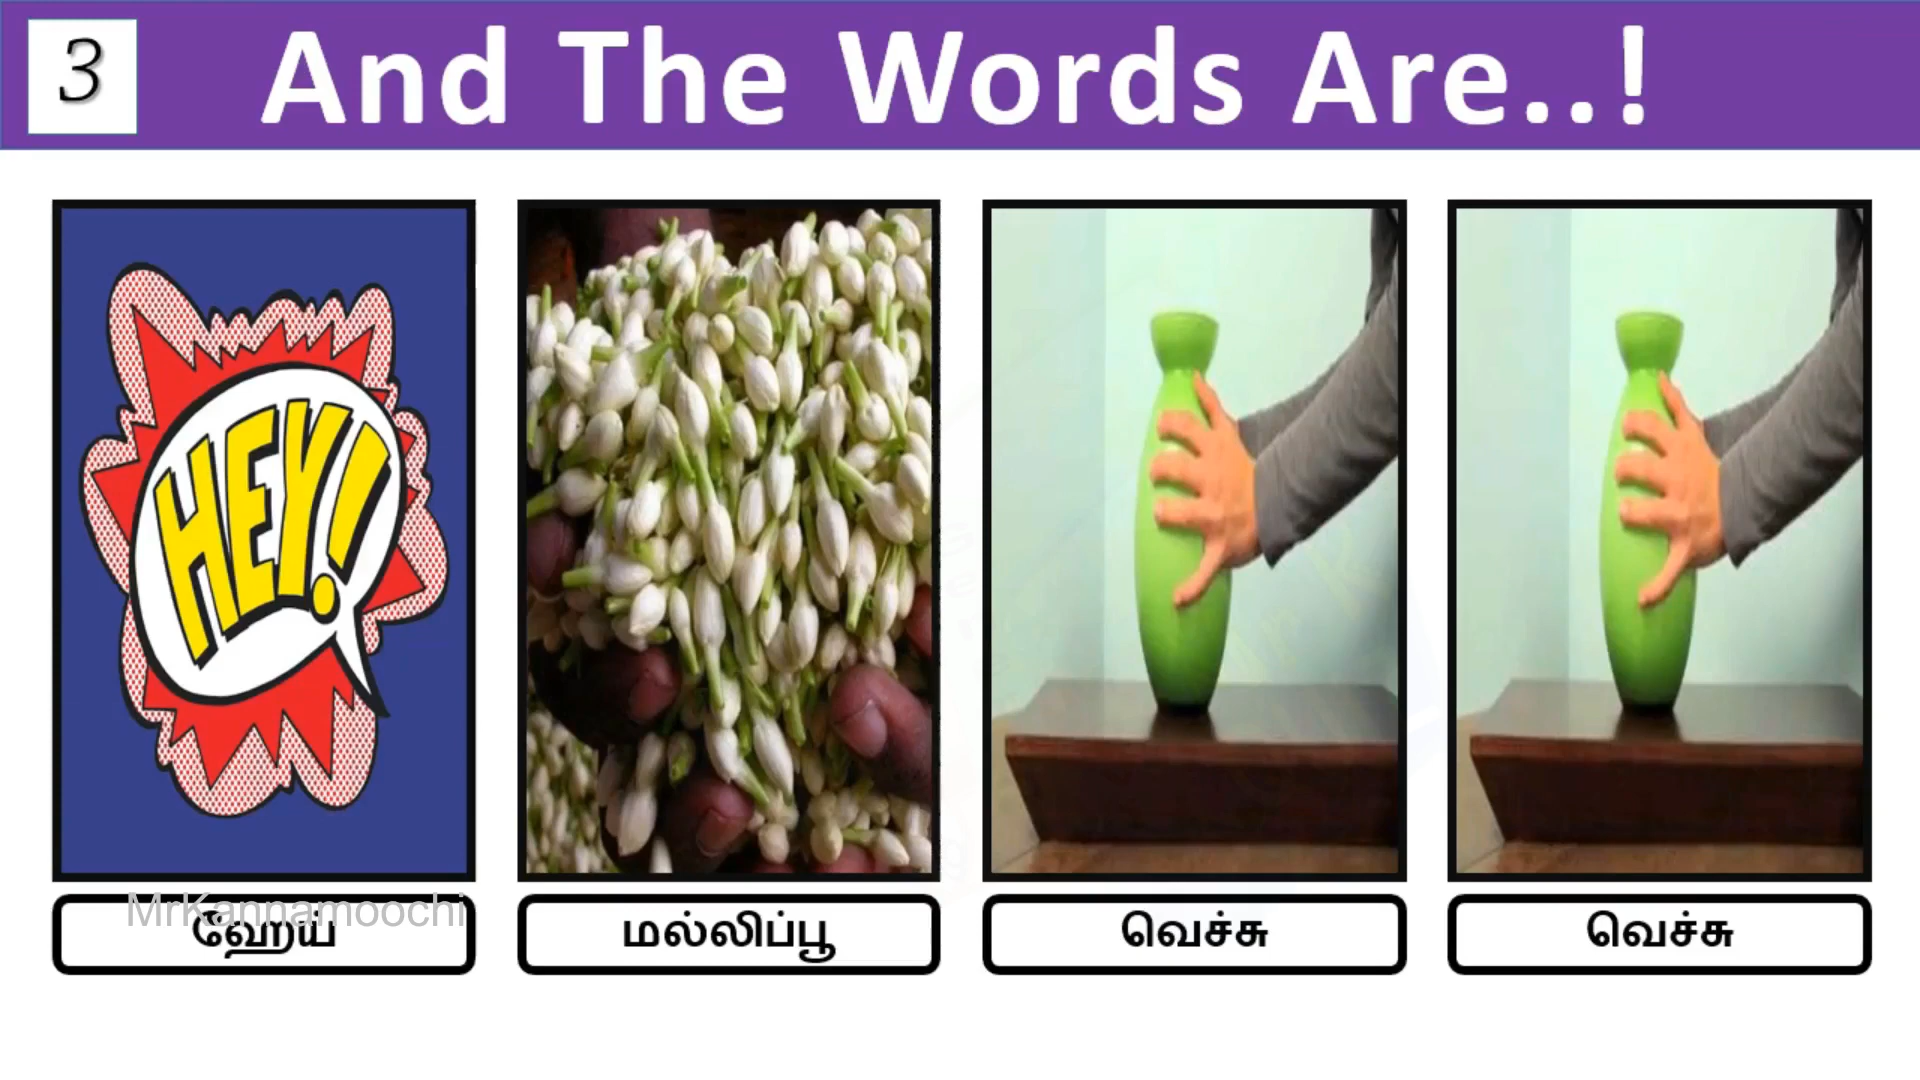 3
And The Words Are..!
HEY!
MrKannamoochi
ஹேய்
மல்லிப்பூ
வெச்சு
வெச்சு